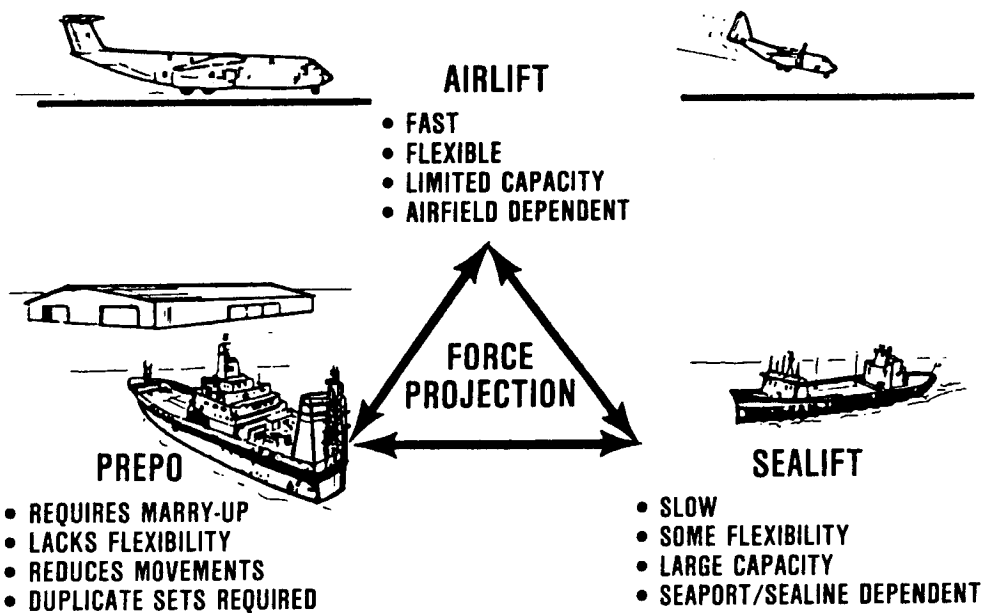 AIRLIFT
• FAST
• FLEXIBLE
• LIMITED CAPACITY
• AIRFIELD DEPENDENT
FORCE
PROJECTION
PREPO
• REQUIRES MARRY-UP
• LACKS FLEXIBILITY
• REDUCES MOVEMENTS
• DUPLICATE SETS REQUIRED
SEALIFT
• SLOW
• SOME FLEXIBILITY
• LARGE CAPACITY
• SEAPORT/SEALINE DEPENDENT